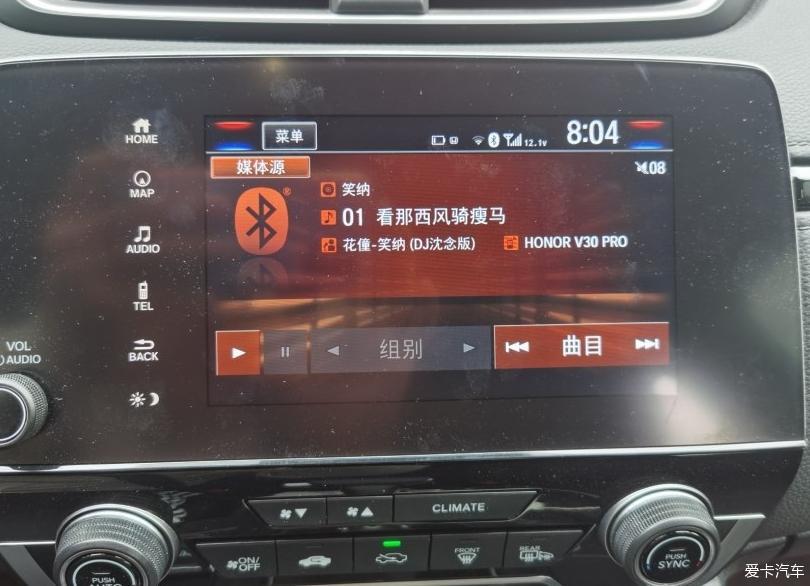 菜单
12.1v
8:04
媒体源
08
笑纳
01 看那西风骑瘦马
花僮-笑纳 (DJ沈念版)
HONOR V30 PRO
组别
曲目
HOME
MAP
AUDIO
TEL
BACK
VOL
AUDIO
CLIMATE
ON/OFF
FRONT
REAR
PUSH
AUTO
PUSH
SYNC
爱卡汽车